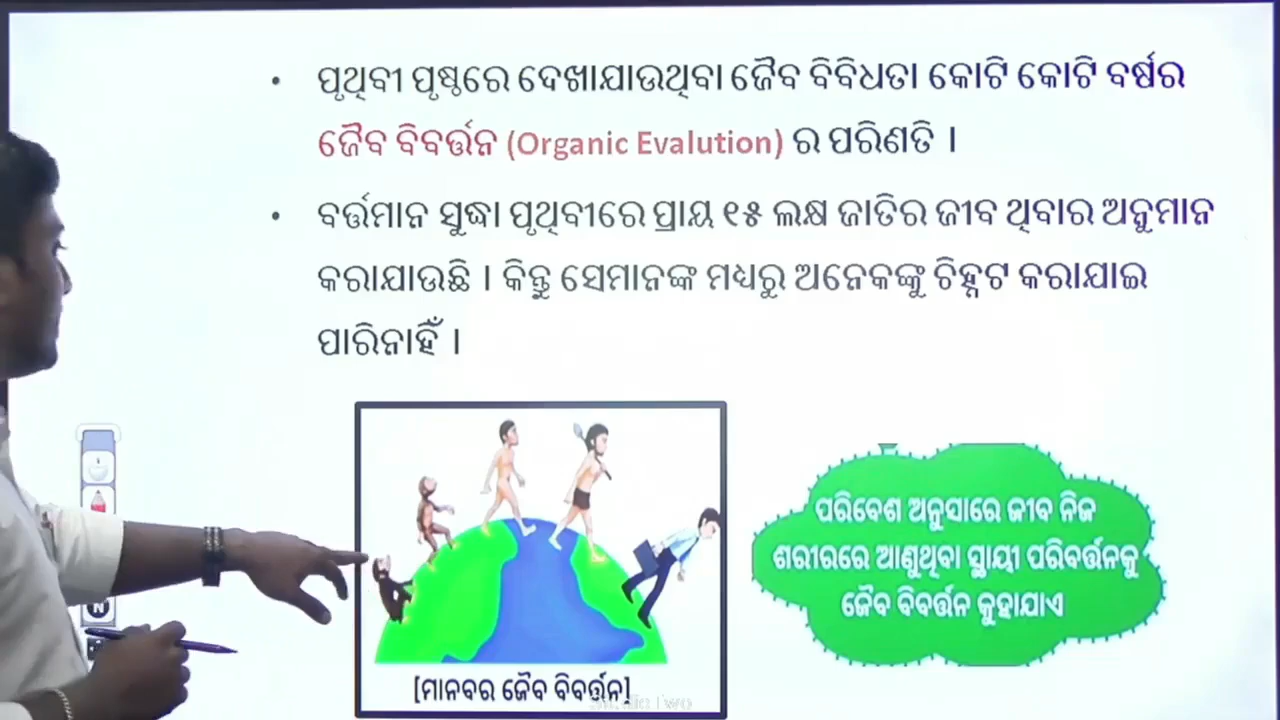 • ପୃଥିବୀ ପୃଷ୍ଠରେ ଦେଖାଯାଉଥିବା ଜୈବ ବିବିଧତା କୋଟି କୋଟି ବର୍ଷର
ଜୈବ ବିବର୍ତ୍ତନ (Organic Evalution) ର ପରିଣତି ।
• ବର୍ତ୍ତମାନ ସୁଦ୍ଧା ପୃଥିବୀରେ ପ୍ରାୟ ୧୫ ଲକ୍ଷ ଜାତିର ଜୀବ ଥିବାର ଅନୁମାନ
କରାଯାଉଛି । କିନ୍ତୁ ସେମାନଙ୍କ ମଧ୍ୟରୁ ଅନେକଙ୍କୁ ଚିହ୍ନଟ କରାଯାଇ
ପାରିନାହିଁ ।
ପରିବେଶ ଅନୁସାରେ ଜୀବ ନିଜ
ଶରୀରରେ ଆଣୁଥିବା ସ୍ଥାୟୀ ପରିବର୍ତ୍ତନକୁ
ଜୈବ ବିବର୍ତ୍ତନ କୁହାଯାଏ
[ମାନବର ଜୈବ ବିବର୍ତ୍ତନ]
N